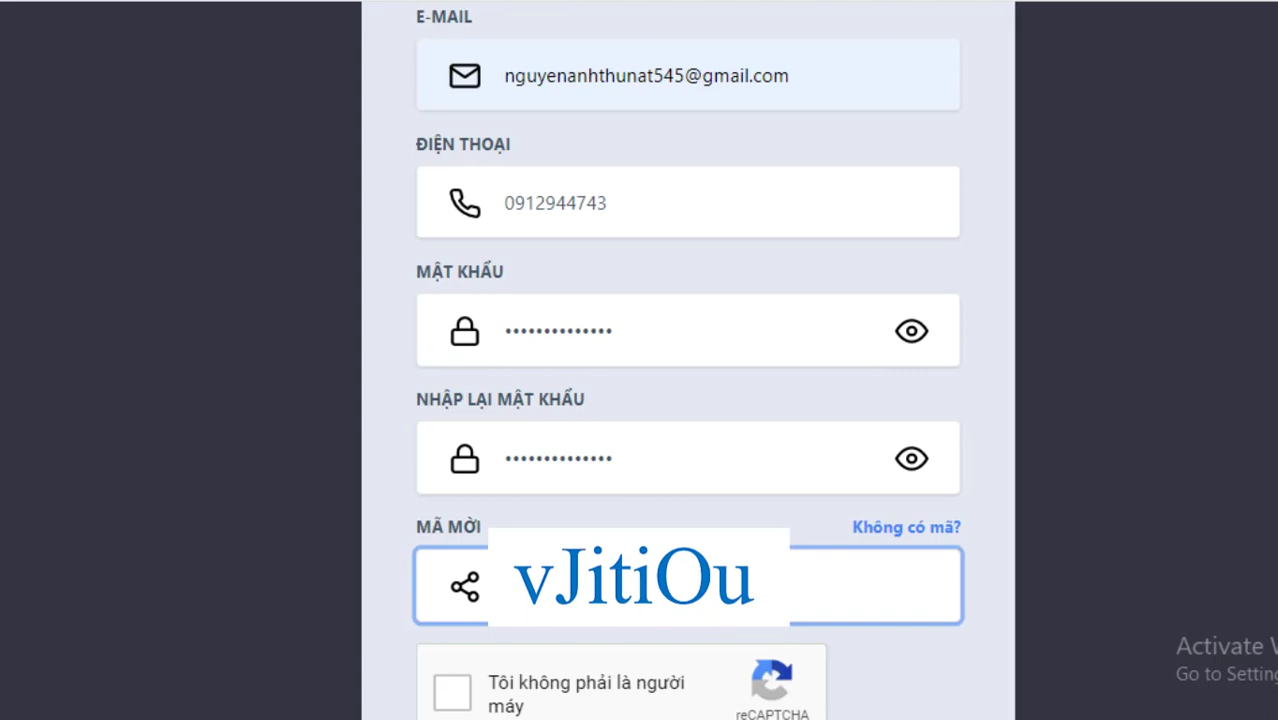 E-MAIL
nguyenanhthunat545@gmail.com
ĐIỆN THOẠI
0912944743
MẬT KHẨU
••••••••••••••
NHẬP LẠI MẬT KHẨU
••••••••••••••
MÃ MỜI Không có mã?
vJitiOu
Tôi không phải là người
máy
reCAPTCHA
Activate
Go to Setting